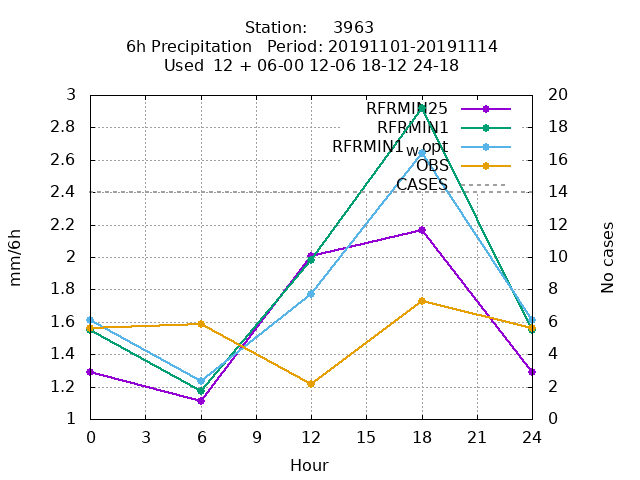 Station:     3963
6h Precipitation   Period: 20191101-20191114
Used  12 + 06-00 12-06 18-12 24-18
3 20
RFRMIN25
2.8 RFRMIN1 18
RFRMIN1w opt
2.6 OBS 16
CASES
2.4 14
2.2 12
2 10
1.8 8
1.6 6
1.4 4
1.2 2
1 0
0 3 6 9 12 15 18 21 24
mm/6h
No cases
Hour